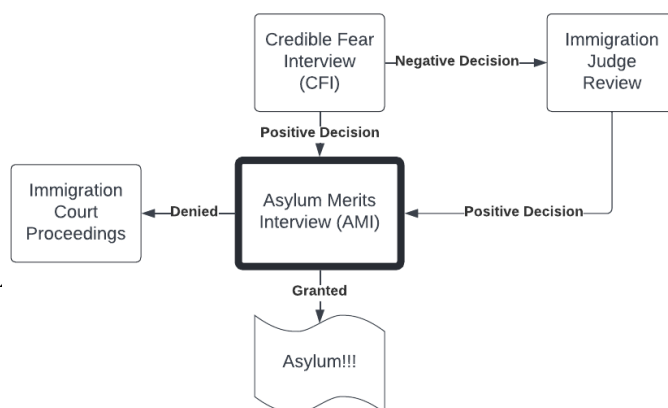 Credible Fear
Interview
(CFI)
Negative Decision
Immigration
Judge
Review
Positive Decision
Immigration
Court
Proceedings
Denied
Asylum Merits
Interview (AMI)
Positive Decision
Granted
Asylum!!!